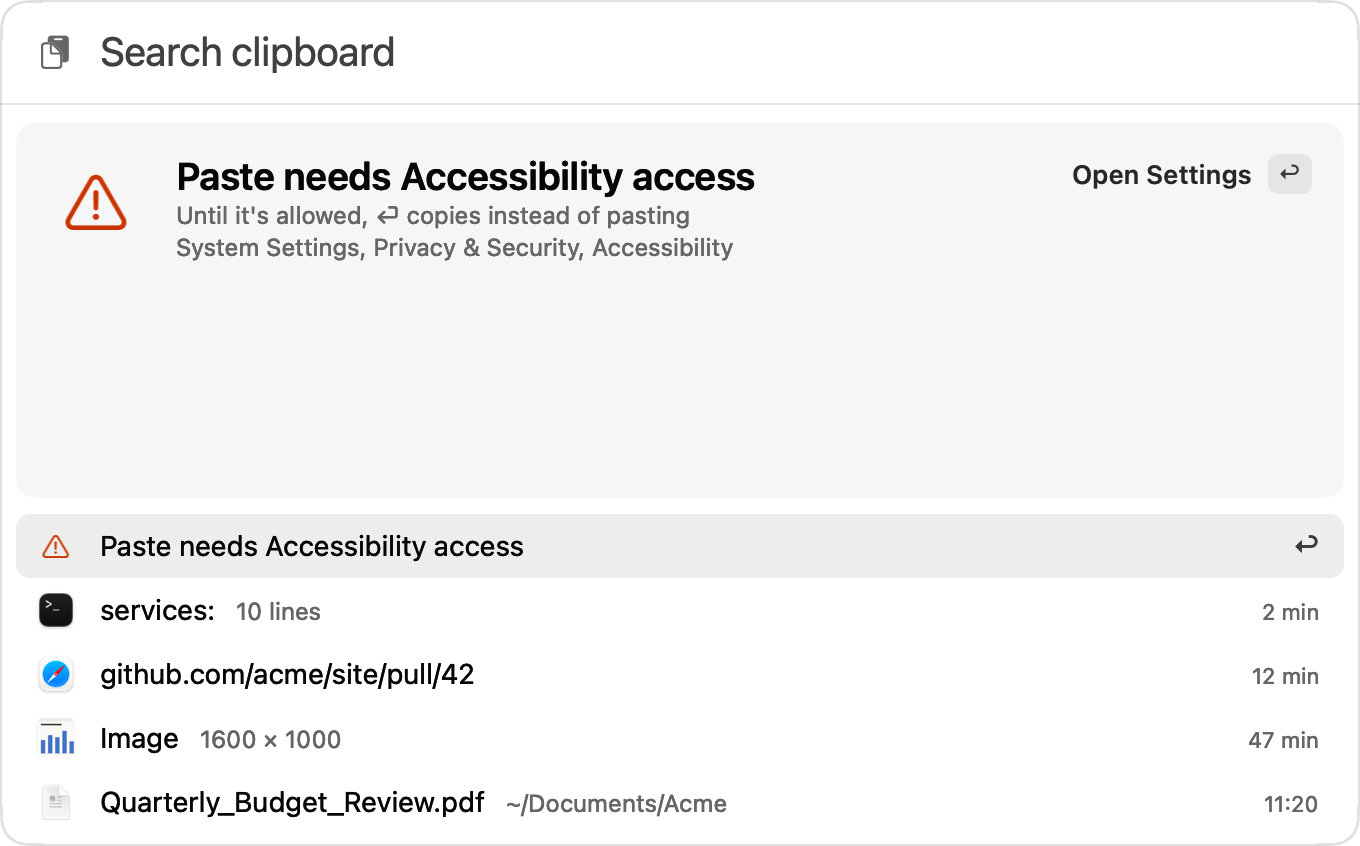 Search clipboard
Paste needs Accessibility access
Open Settings ↩
Until it's allowed, ↩ copies instead of pasting
System Settings, Privacy & Security, Accessibility
Paste needs Accessibility access ↩
services: 10 lines 2 min
github.com/acme/site/pull/42 12 min
Image 1600 × 1000 47 min
Quarterly_Budget_Review.pdf ~/Documents/Acme 11:20